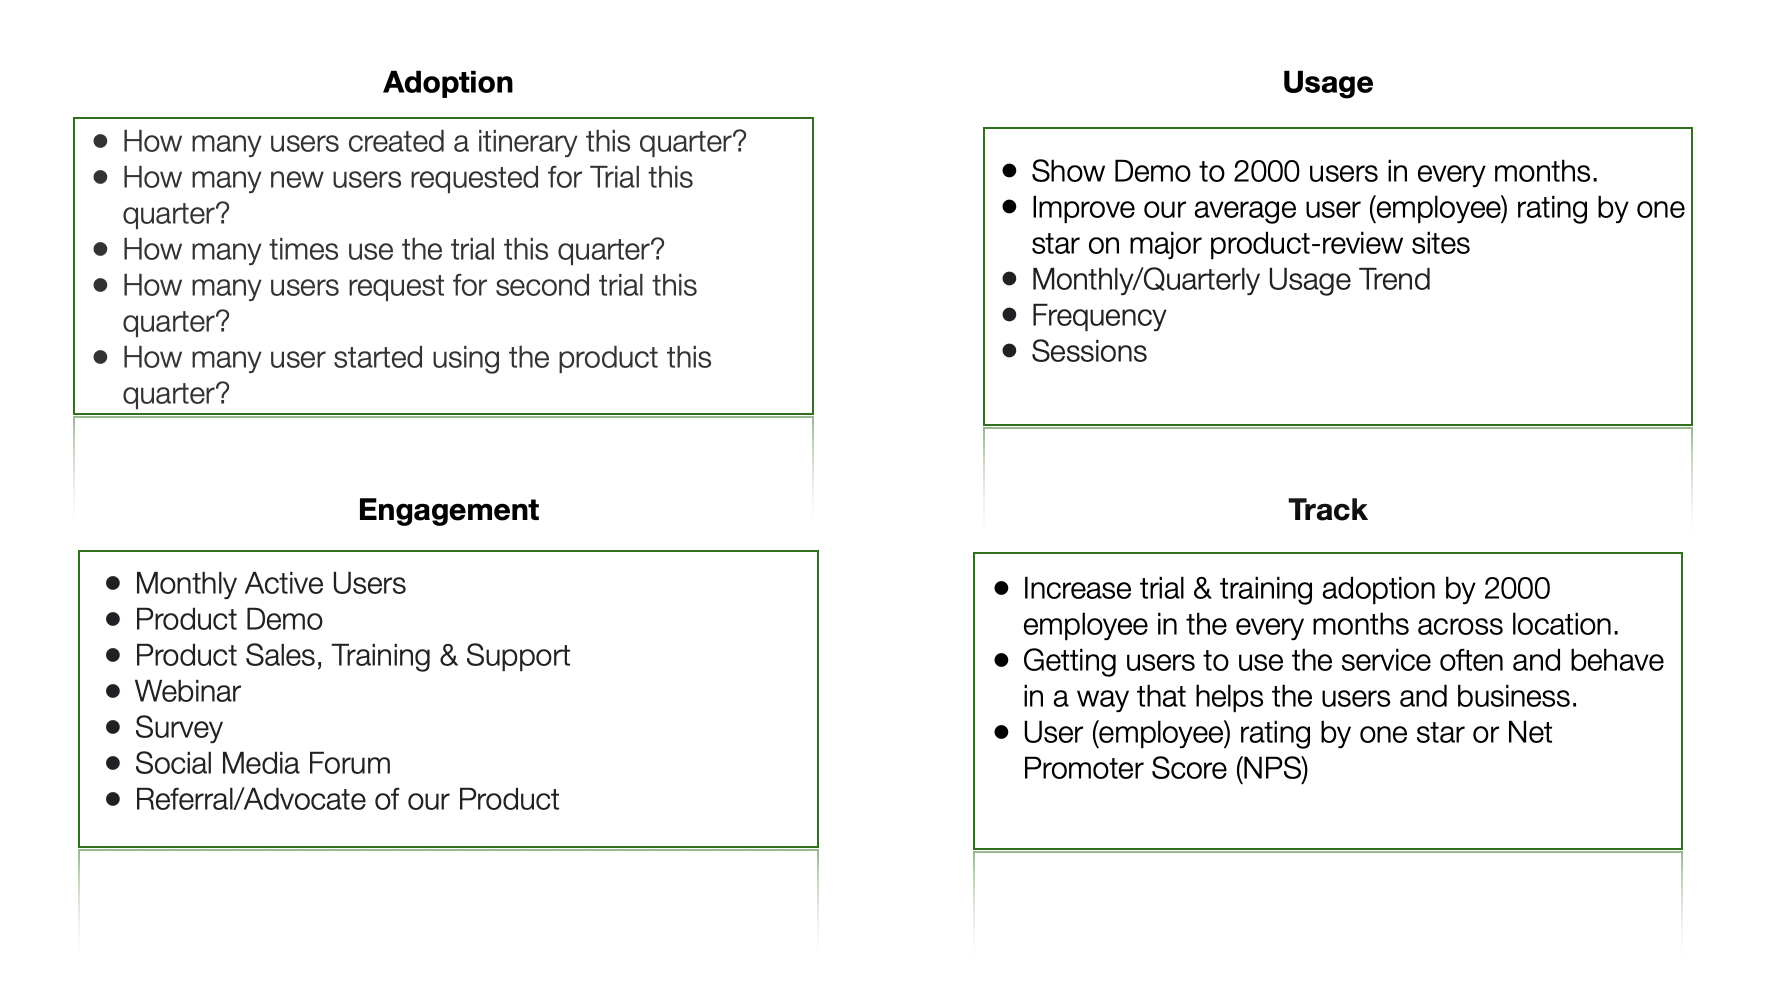 Adoption
● How many users created a itinerary this quarter?
● How many new users requested for Trial this
quarter?
● How many times use the trial this quarter?
● How many users request for second trial this
quarter?
● How many user started using the product this
quarter?
Usage
● Show Demo to 2000 users in every months.
● Improve our average user (employee) rating by one
star on major product-review sites
● Monthly/Quarterly Usage Trend
● Frequency
● Sessions
Engagement
● Monthly Active Users
● Product Demo
● Product Sales, Training & Support
● Webinar
● Survey
● Social Media Forum
● Referral/Advocate of our Product
Track
● Increase trial & training adoption by 2000
employee in the every months across location.
● Getting users to use the service often and behave
in a way that helps the users and business.
● User (employee) rating by one star or Net
Promoter Score (NPS)